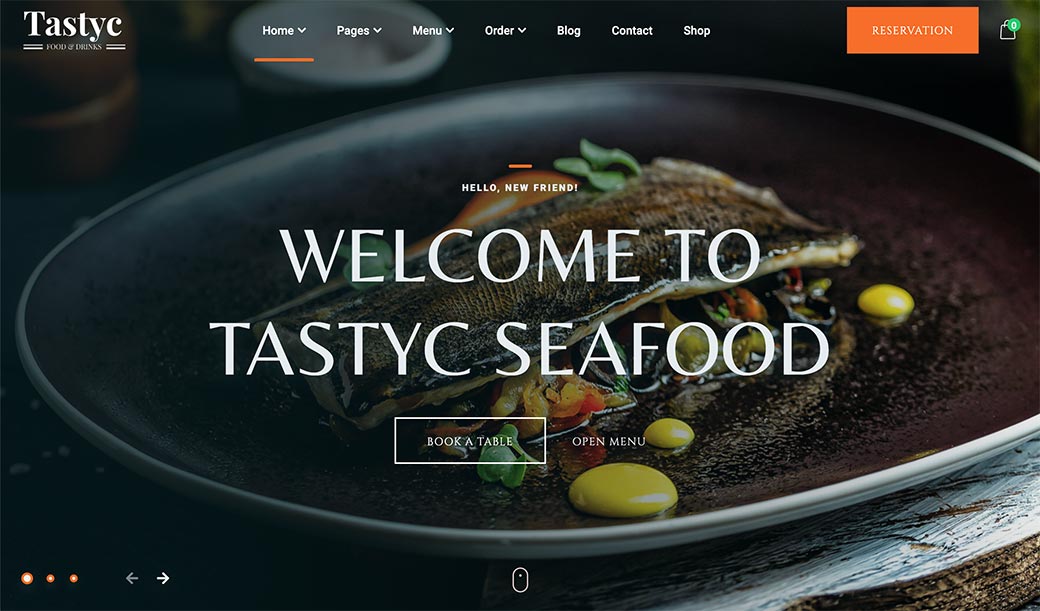 Tastyc
FOOD & DRINKS
Home
Pages
Menu
Order
Blog
Contact
Shop
RESERVATION
0
HELLO, NEW FRIEND!
WELCOME TO
TASTYC SEAFOOD
BOOK A TABLE
OPEN MENU